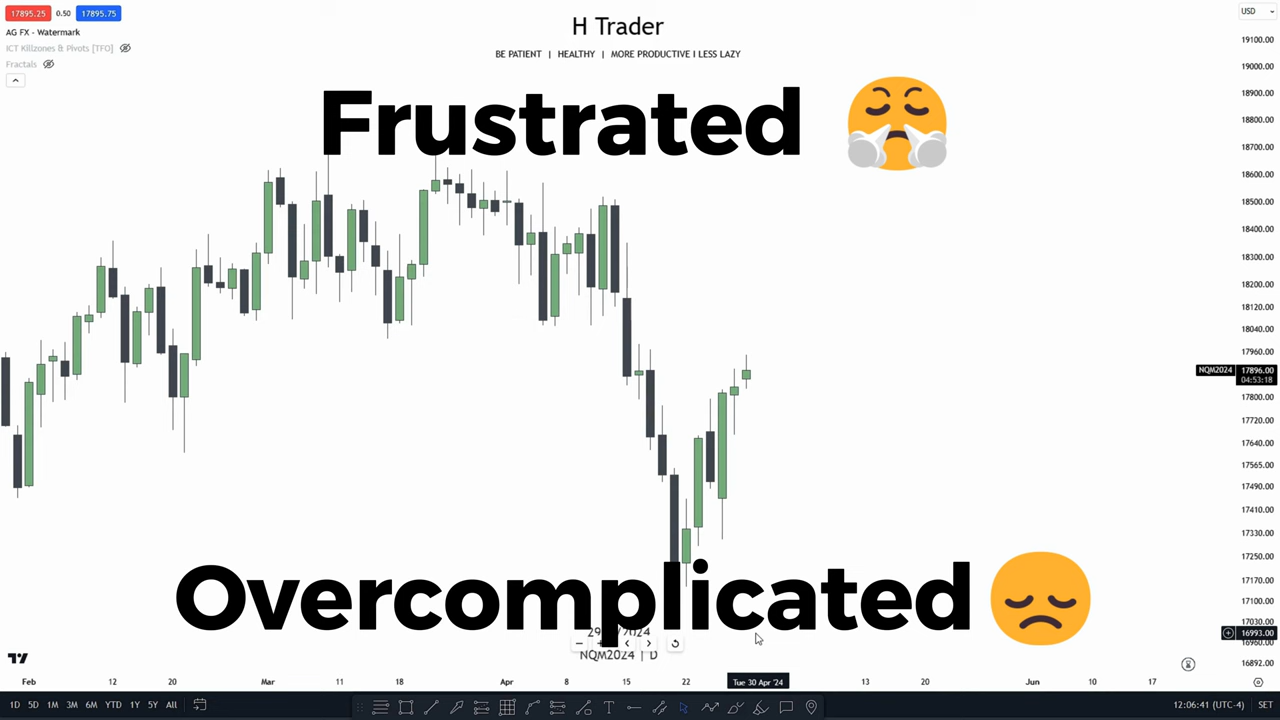 17895.25 0.50 17895.75
AG FX - Watermark
ICT Killzones & Pivots [TFO]
Fractals
H Trader
BE PATIENT | HEALTHY | MORE PRODUCTIVE I LESS LAZY
Frustrated
Overcomplicated
NQM2024 | D
USD
19100.00
19000.00
18900.00
18800.00
18700.00
18600.00
18500.00
18400.00
18300.00
18200.00
18120.00
18040.00
17960.00
NQM2024 17896.00
04:53:18
17800.00
17720.00
17640.00
17565.00
17490.00
17410.00
17330.00
17250.00
17170.00
17100.00
17030.00
16993.00
16960.00
16892.00
Feb 12 20 Mar 11 18 Apr 8 15 22 Tue 30 Apr '24 13 20 Jun 10 17
1D 5D 1M 3M 6M YTD 1Y 5Y All
12:06:41 (UTC-4) SET